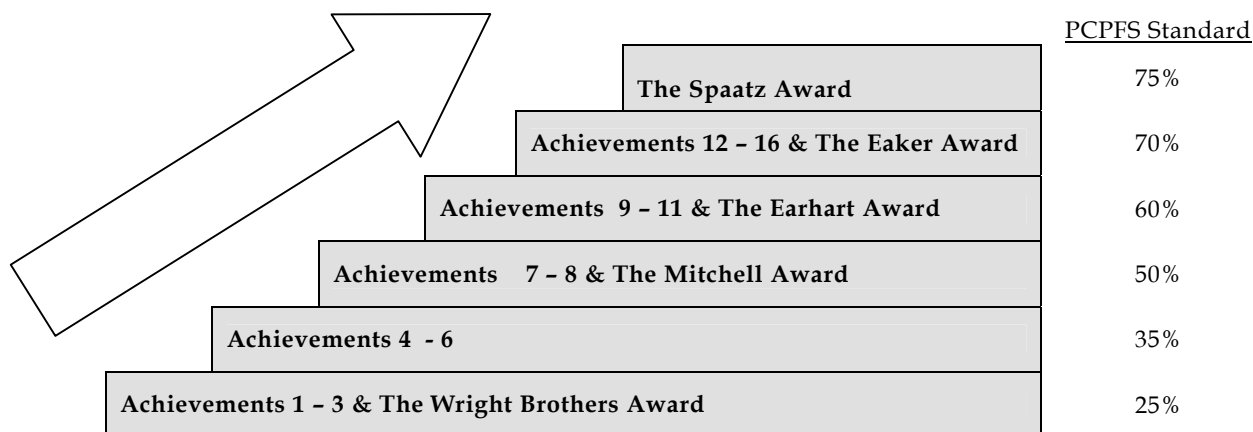 PCPFS Standard
The Spaatz Award 75%
Achievements 12 – 16 & The Eaker Award 70%
Achievements 9 – 11 & The Earhart Award 60%
Achievements 7 – 8 & The Mitchell Award 50%
Achievements 4 - 6 35%
Achievements 1 – 3 & The Wright Brothers Award 25%